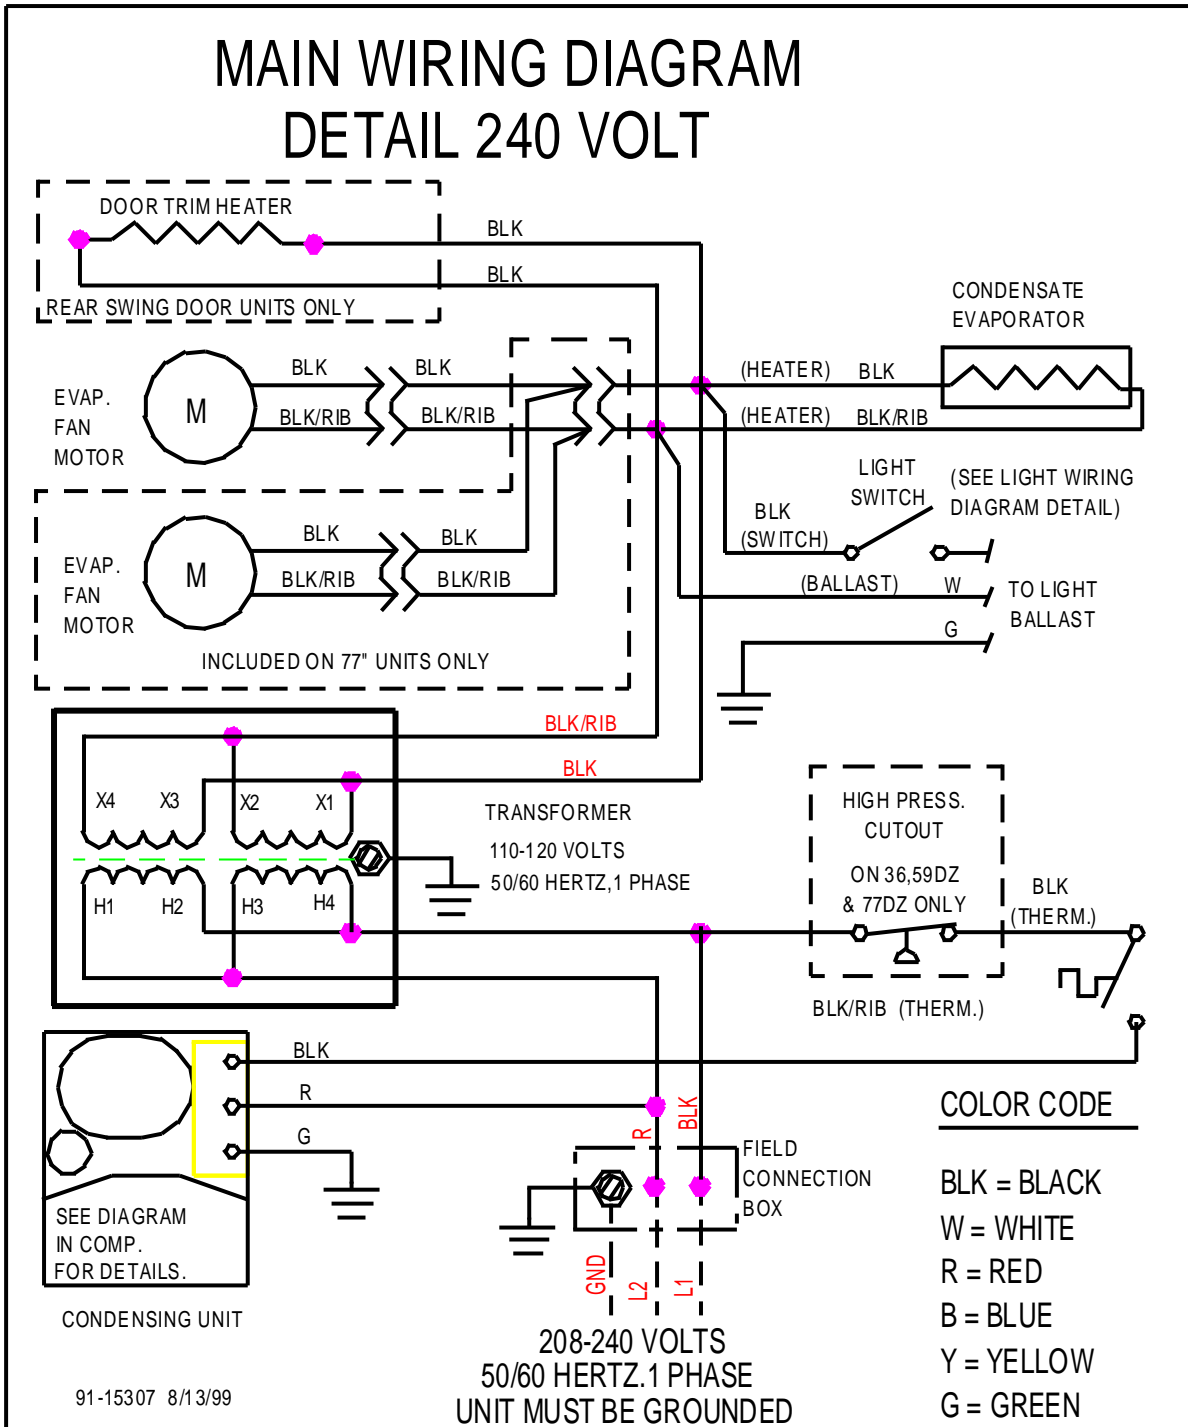 MAIN WIRING DIAGRAM
DETAIL 240 VOLT
DOOR TRIM HEATER
BLK
BLK
REAR SWING DOOR UNITS ONLY
CONDENSATE
EVAPORATOR
BLK
BLK
(HEATER)
BLK
EVAP.
FAN
MOTOR
M
BLK/RIB
BLK/RIB
(HEATER)
BLK/RIB
LIGHT
SWITCH
(SEE LIGHT WIRING
DIAGRAM DETAIL)
BLK
(SWITCH)
EVAP.
FAN
MOTOR
M
BLK
BLK
BLK/RIB
BLK/RIB
(BALLAST)
W
TO LIGHT
BALLAST
G
INCLUDED ON 77" UNITS ONLY
BLK/RIB
BLK
X4
X3
X2
X1
TRANSFORMER
110-120 VOLTS
50/60 HERTZ,1 PHASE
H1
H2
H3
H4
HIGH PRESS.
CUTOUT
ON 36,59DZ
& 77DZ ONLY
BLK
(THERM.)
BLK/RIB (THERM.)
BLK
R
G
SEE DIAGRAM
IN COMP.
FOR DETAILS.
CONDENSING UNIT
R
BLK
FIELD
CONNECTION
BOX
GND
L2
L1
208-240 VOLTS
50/60 HERTZ.1 PHASE
UNIT MUST BE GROUNDED
COLOR CODE
BLK = BLACK
W = WHITE
R = RED
B = BLUE
Y = YELLOW
G = GREEN
91-15307 8/13/99